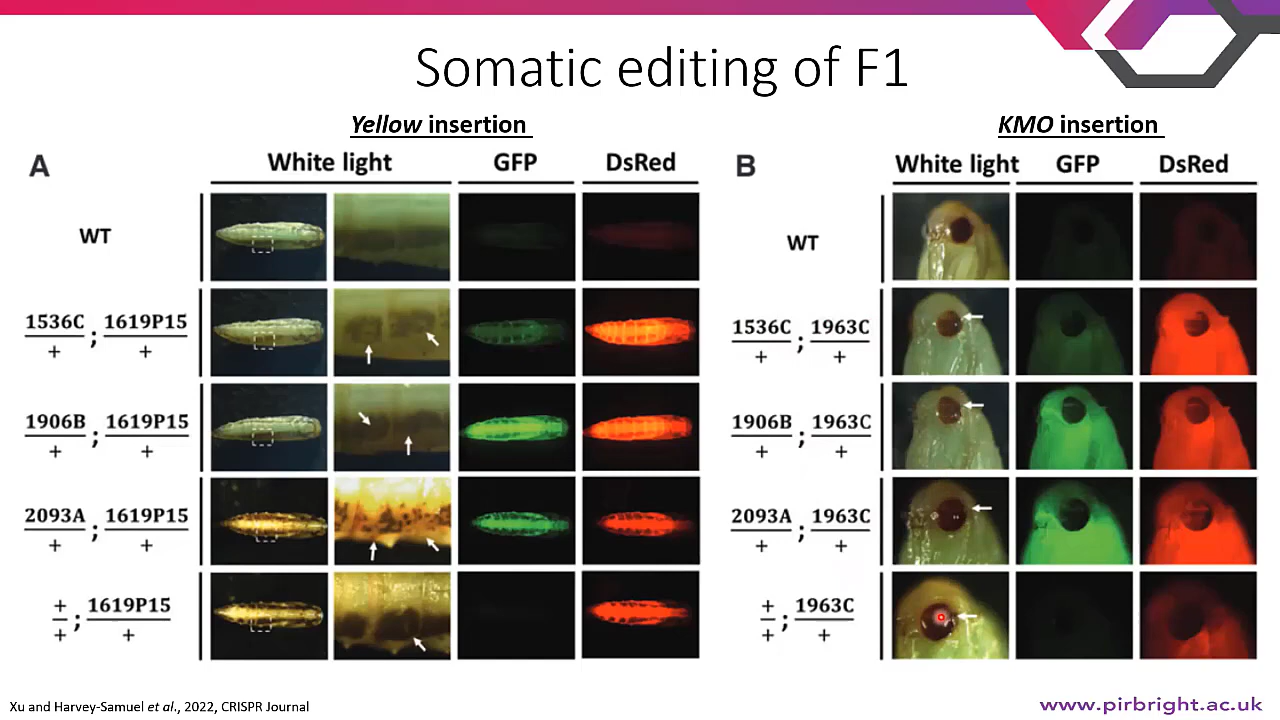 Somatic editing of F1
Yellow insertion
KMO insertion
A
White light GFP DsRed
B
White light GFP DsRed
WT
1536C/+ ; 1619P15/+
1906B/+ ; 1619P15/+
2093A/+ ; 1619P15/+
+/+ ; 1619P15/+
WT
1536C/+ ; 1963C/+
1906B/+ ; 1963C/+
2093A/+ ; 1963C/+
+/+ ; 1963C/+
Xu and Harvey-Samuel et al., 2022, CRISPR Journal
www.pirbright.ac.uk